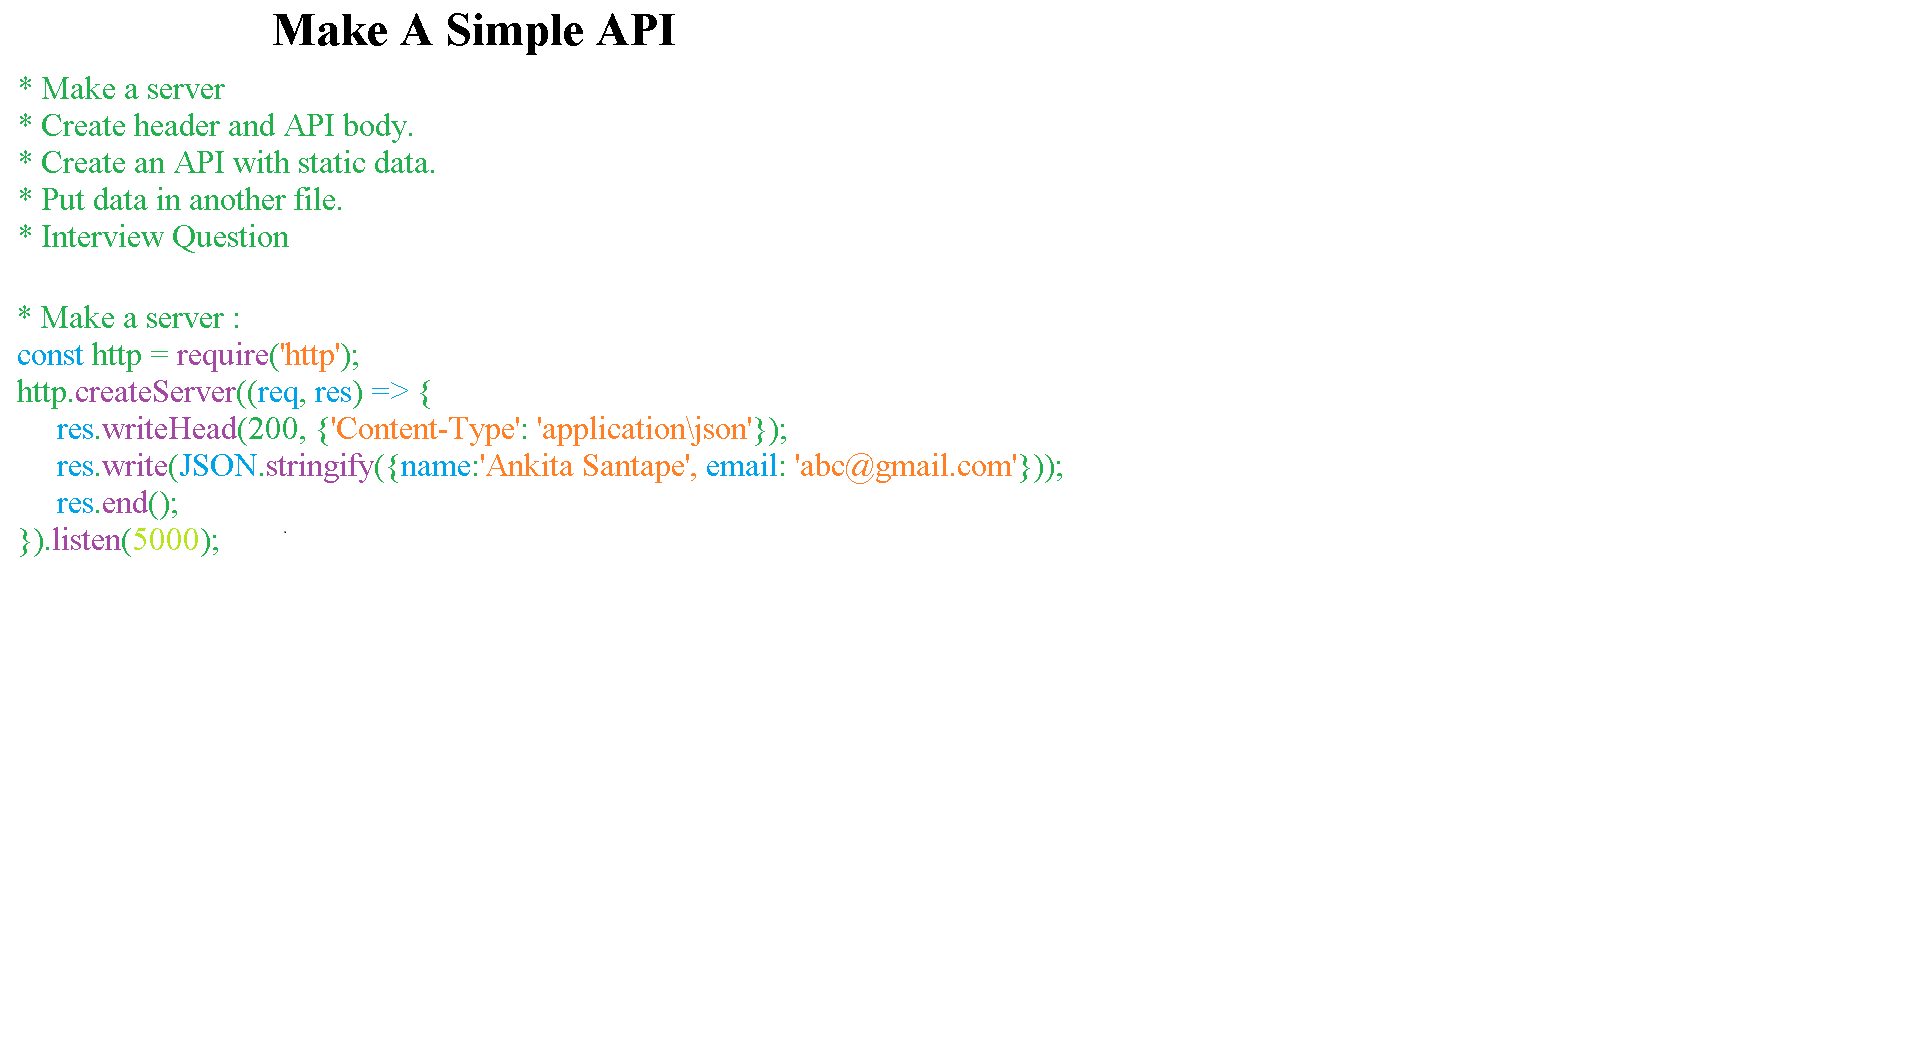 Make A Simple API
* Make a server
* Create header and API body.
* Create an API with static data.
* Put data in another file.
* Interview Question
* Make a server :
const http = require('http');
http.createServer((req, res) => {
res.writeHead(200, {'Content-Type': 'application\json'});
res.write(JSON.stringify({name:'Ankita Santape', email: 'abc@gmail.com'}));
res.end();
}).listen(5000);